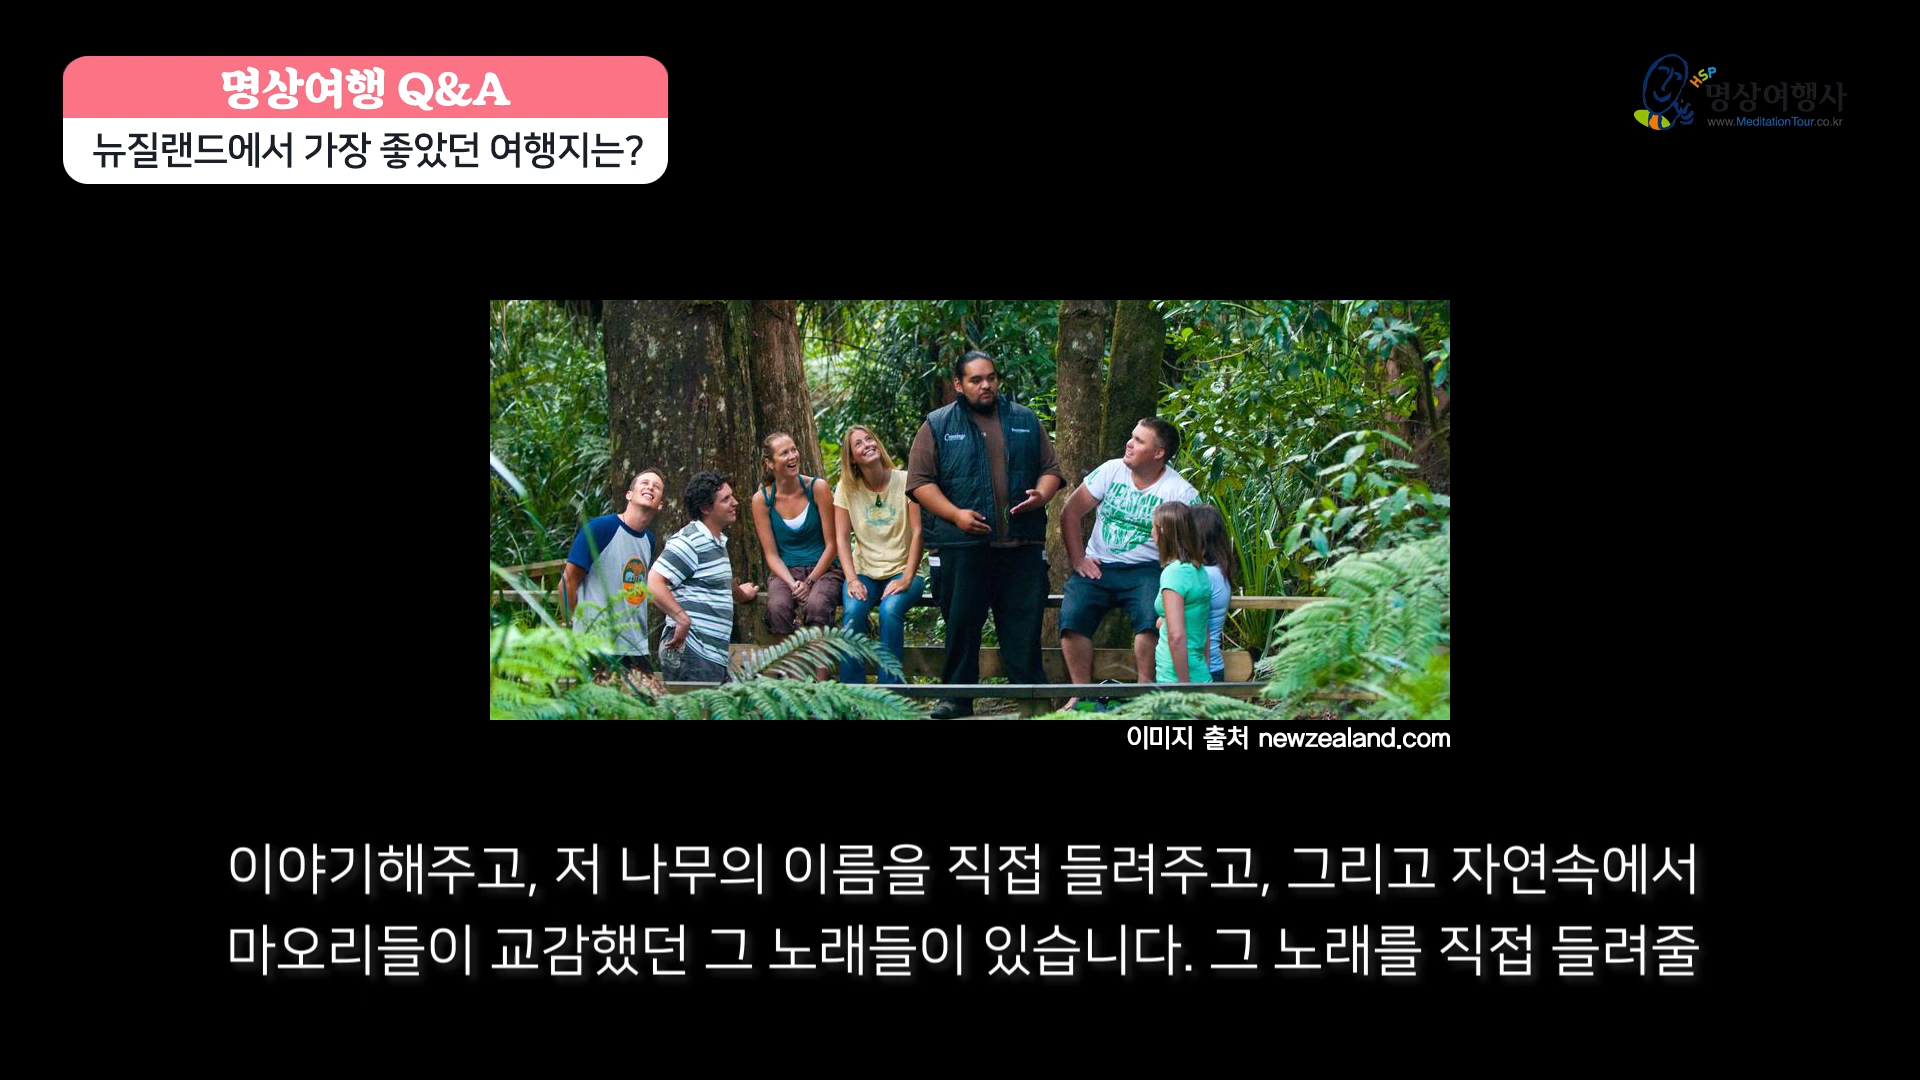 명상여행 Q&A
뉴질랜드에서 가장 좋았던 여행지는?
HSP
명상여행사
www.MeditationTour.co.kr
이미지 출처 newzealand.com
이야기해주고, 저 나무의 이름을 직접 들려주고, 그리고 자연속에서
마오리들이 교감했던 그 노래들이 있습니다. 그 노래를 직접 들려줄